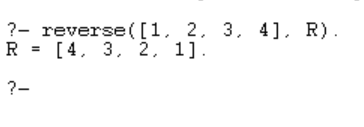 ?- reverse([1, 2, 3, 4], R).
R = [4, 3, 2, 1].
?-